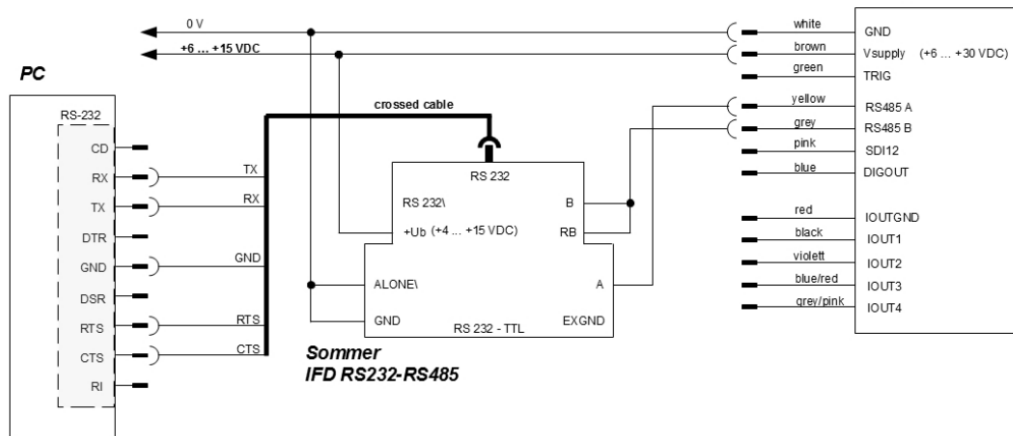 0 V
+6 ... +15 VDC
PC
RS-232
CD
RX
TX
DTR
GND
DSR
RTS
CTS
RI
TX
RX
GND
RTS
CTS
crossed cable
RS 232
RS 232\
+Ub (+4 ... +15 VDC)
ALONE\
GND
B
RB
A
EXGND
RS 232 - TTL
Sommer
IFD RS232-RS485
white GND
brown Vsupply (+6 ... +30 VDC)
green TRIG
yellow RS485 A
grey RS485 B
pink SDI12
blue DIGOUT
red IOUTGND
black IOUT1
violett IOUT2
blue/red IOUT3
grey/pink IOUT4